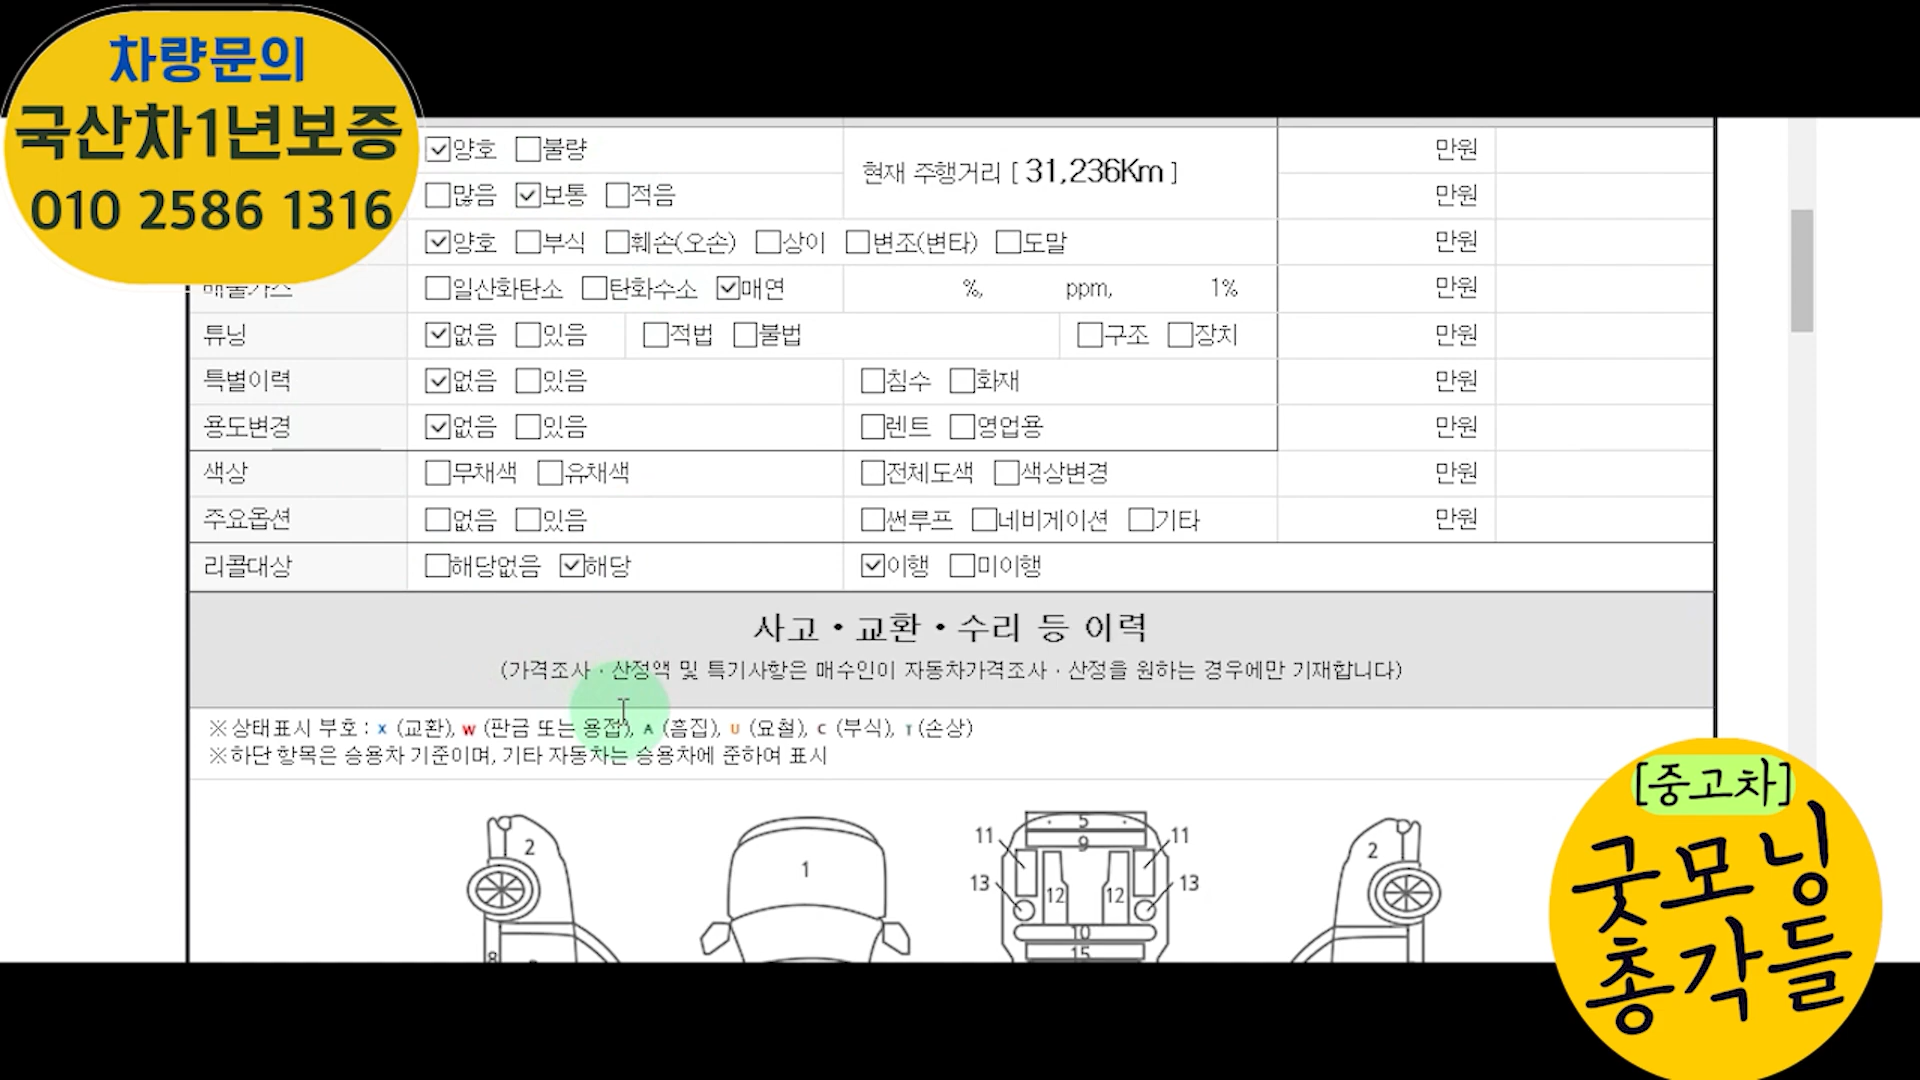 차량문의
국산차1년보증
010 2586 1316
☑양호 ☐불량
현재 주행거리 [ 31,236Km ]
만원
☐많음 ☑보통 ☐적음
만원
☑양호 ☐부식 ☐훼손(오손) ☐상이 ☐변조(변타) ☐도말
만원
배출가스 ☐일산화탄소 ☐탄화수소 ☑매연 %, ppm, 1% 만원
튜닝 ☑없음 ☐있음 ☐적법 ☐불법 ☐구조 ☐장치 만원
특별이력 ☑없음 ☐있음 ☐침수 ☐화재 만원
용도변경 ☑없음 ☐있음 ☐렌트 ☐영업용 만원
색상 ☐무채색 ☐유채색 ☐전체도색 ☐색상변경 만원
주요옵션 ☐없음 ☐있음 ☐썬루프 ☐네비게이션 ☐기타 만원
리콜대상 ☐해당없음 ☑해당 ☑이행 ☐미이행
사고•교환•수리 등 이력
(가격조사 · 산정액 및 특기사항은 매수인이 자동차가격조사 · 산정을 원하는 경우에만 기재합니다)
※ 상태표시 부호 : X (교환), W (판금 또는 용접), A (흠집), U (요철), C (부식), T (손상)
※ 하단 항목은 승용차 기준이며, 기타 자동차는 승용차에 준하여 표시
2 1 5 9 11 11 13 13 12 12 10 15 2 8
[중고차]
굿모닝
총각들